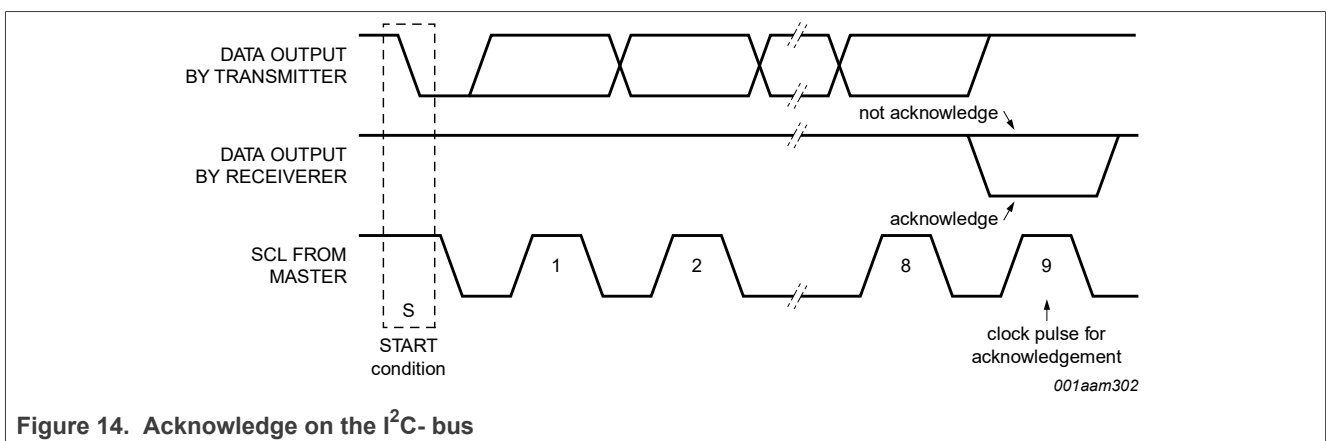 DATA OUTPUT
BY TRANSMITTER
not acknowledge
DATA OUTPUT
BY RECEIVERER
acknowledge
SCL FROM
MASTER
1
2
8
9
S
START
condition
clock pulse for
acknowledgement
001aam302
Figure 14. Acknowledge on the I²C- bus